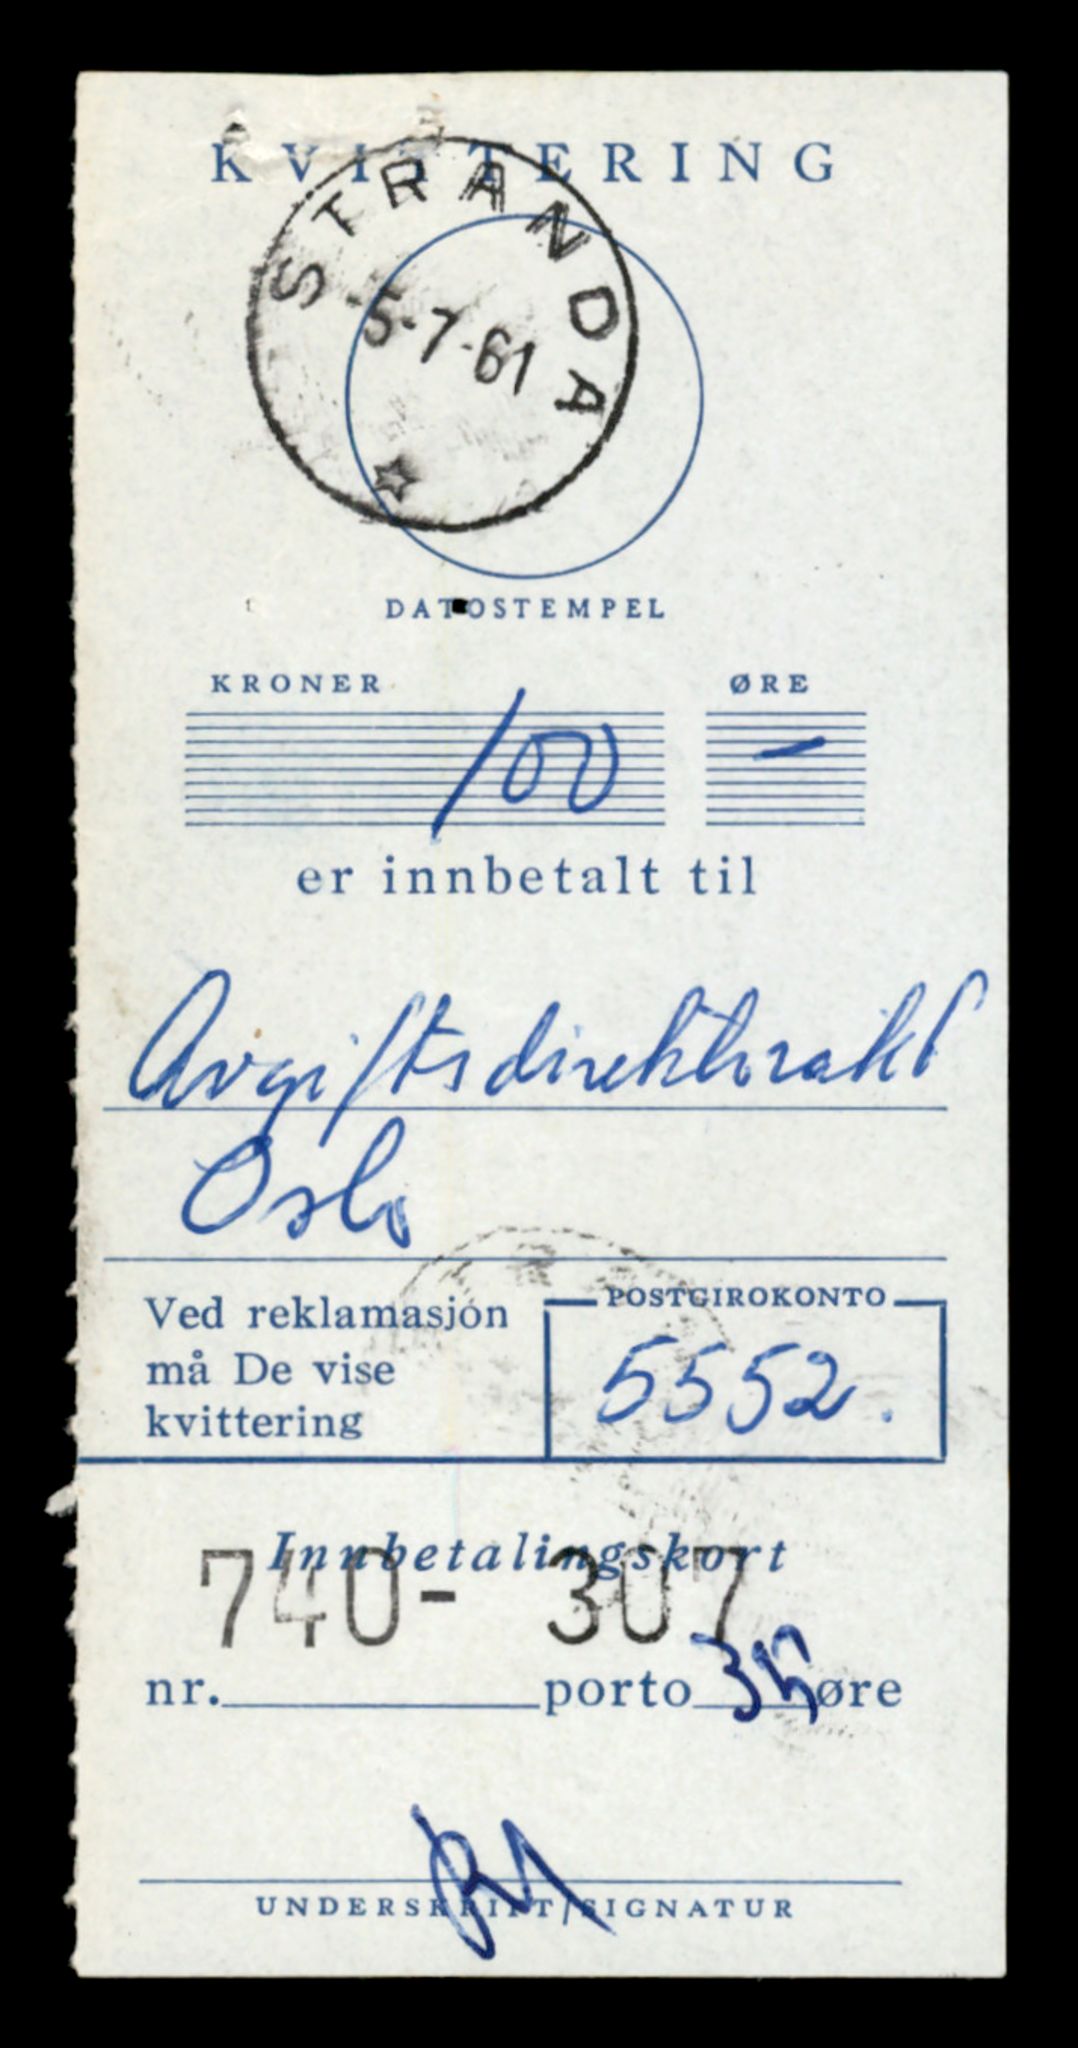 KVITTERING
STRANDA
-5-7-61
DATOSTEMPEL
KRONER ØRE
100 –
er innbetalt til
Avgiftsdirektoratet
Oslo
Ved reklamasjon
må De vise
kvittering
POSTGIROKONTO
5552.
Innbetalingskort
740- 307
nr. porto 35 øre
UNDERSKRIFT/SIGNATUR